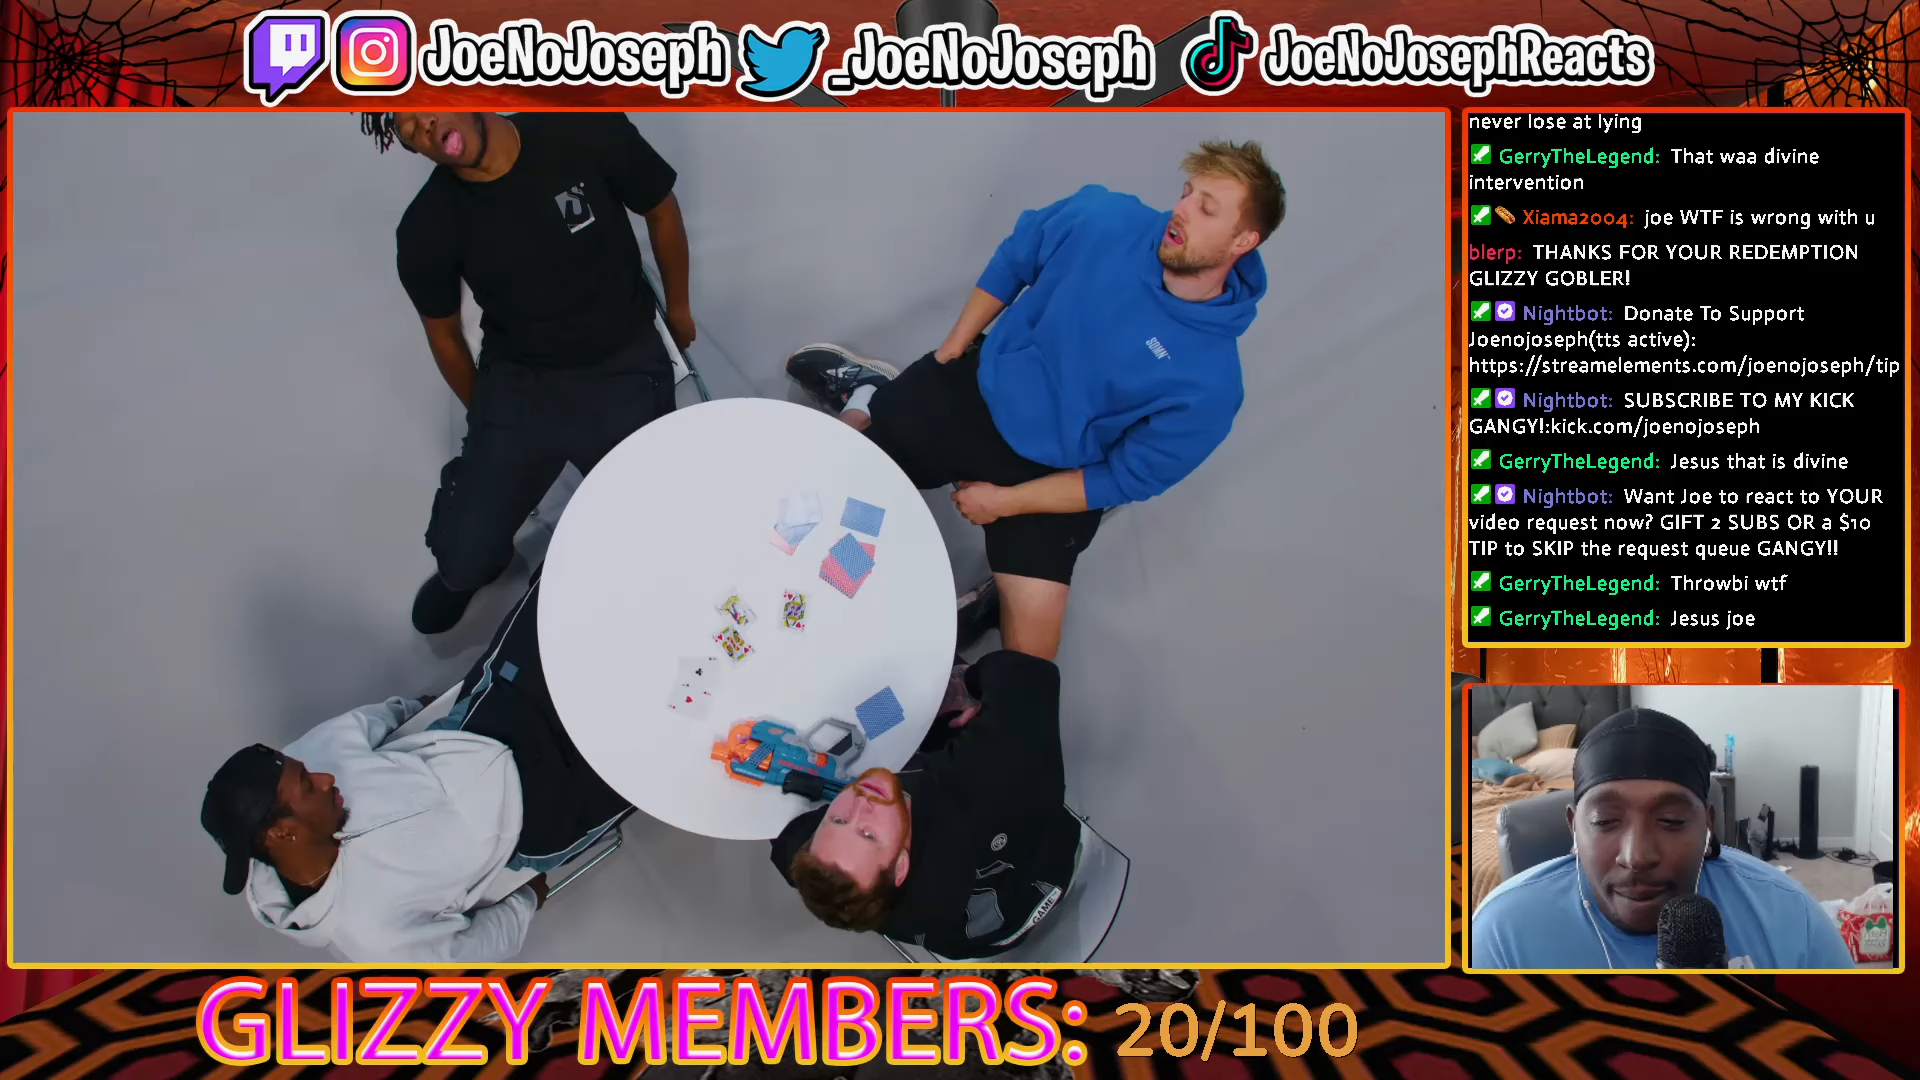 JoeNoJoseph _JoeNoJoseph JoeNoJosephReacts
never lose at lying
GerryTheLegend: That waa divine
intervention
Xiama2004: joe WTF is wrong with u
blerp: THANKS FOR YOUR REDEMPTION
GLIZZY GOBLER!
Nightbot: Donate To Support
Joenojoseph(tts active):
https://streamelements.com/joenojoseph/tip
Nightbot: SUBSCRIBE TO MY KICK
GANGY!:kick.com/joenojoseph
GerryTheLegend: Jesus that is divine
Nightbot: Want Joe to react to YOUR
video request now? GIFT 2 SUBS OR a $10
TIP to SKIP the request queue GANGY!!
GerryTheLegend: Throwbi wtf
GerryTheLegend: Jesus joe
SDMN
GAME
GLIZZY MEMBERS: 20/100